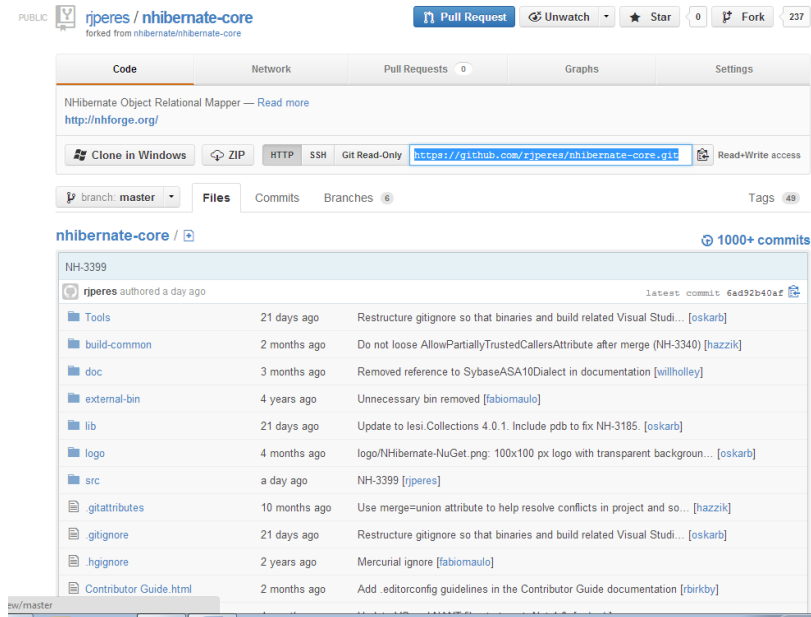 PUBLIC rjperes / nhibernate-core Pull Request Unwatch Star 0 Fork 237
forked from nhibernate/nhibernate-core
Code Network Pull Requests 0 Graphs Settings
NHibernate Object Relational Mapper — Read more
http://nhforge.org/
Clone in Windows ZIP HTTP SSH Git Read-Only https://github.com/rjperes/nhibernate-core.git Read+Write access
branch: master Files Commits Branches 6 Tags 49
nhibernate-core / 1000+ commits
NH-3399
rjperes authored a day ago latest commit 6ad92b40af
Tools 21 days ago Restructure gitignore so that binaries and build related Visual Studi... [oskarb]
build-common 2 months ago Do not loose AllowPartiallyTrustedCallersAttribute after merge (NH-3340) [hazzik]
doc 3 months ago Removed reference to SybaseASA10Dialect in documentation [willholley]
external-bin 4 years ago Unnecessary bin removed [fabiomaulo]
lib 21 days ago Update to Iesi.Collections 4.0.1. Include pdb to fix NH-3185. [oskarb]
logo 4 months ago logo/NHibernate-NuGet.png: 100x100 px logo with transparent backgroun... [oskarb]
src a day ago NH-3399 [rjperes]
.gitattributes 10 months ago Use merge=union attribute to help resolve conflicts in project and so... [hazzik]
.gitignore 21 days ago Restructure gitignore so that binaries and build related Visual Studi... [oskarb]
.hgignore 2 years ago Mercurial ignore [fabiomaulo]
Contributor Guide.html 2 months ago Add .editorconfig guidelines in the Contributor Guide documentation [rbirkby]
ew/master